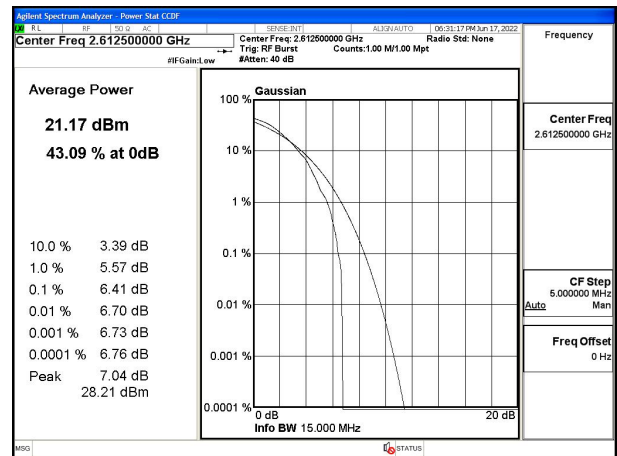 Agilent Spectrum Analyzer - Power Stat CCDF
RL RF 50 Ω AC SENSE:INT ALIGNAUTO 06:31:17 PM Jun 17, 2022
Center Freq 2.612500000 GHz
Center Freq: 2.612500000 GHz Radio Std: None
Trig: RF Burst Counts:1.00 M/1.00 Mpt
#IFGain:Low #Atten: 40 dB
Frequency
Average Power
21.17 dBm
43.09 % at 0dB
10.0 % 3.39 dB
1.0 % 5.57 dB
0.1 % 6.41 dB
0.01 % 6.70 dB
0.001 % 6.73 dB
0.0001 % 6.76 dB
Peak 7.04 dB
28.21 dBm
Gaussian
100 %
10 %
1 %
0.1 %
0.01 %
0.001 %
0.0001 %
0 dB 20 dB
Info BW 15.000 MHz
Center Freq
2.612500000 GHz
CF Step
5.000000 MHz
Auto Man
Freq Offset
0 Hz
MSG STATUS